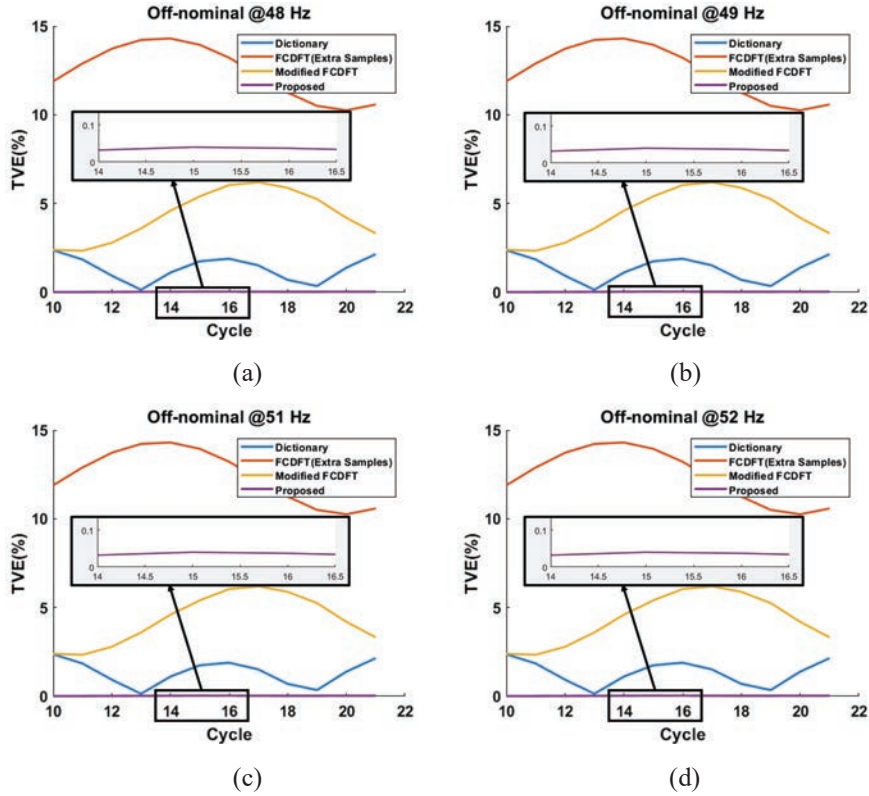 Off-nominal @48 Hz
15
10
5
0
TVE(%)
Dictionary
FCDFT(Extra Samples)
Modified FCDFT
Proposed
0.1
0
14 14.5 15 15.5 16 16.5
10 12 14 16 18 20 22
Cycle
(a)
Off-nominal @49 Hz
15
10
5
0
TVE(%)
Dictionary
FCDFT(Extra Samples)
Modified FCDFT
Proposed
0.1
0
14 14.5 15 15.5 16 16.5
10 12 14 16 18 20 22
Cycle
(b)
Off-nominal @51 Hz
15
10
5
0
TVE(%)
Dictionary
FCDFT(Extra Samples)
Modified FCDFT
Proposed
0.1
0
14 14.5 15 15.5 16 16.5
10 12 14 16 18 20 22
Cycle
(c)
Off-nominal @52 Hz
15
10
5
0
TVE(%)
Dictionary
FCDFT(Extra Samples)
Modified FCDFT
Proposed
0.1
0
14 14.5 15 15.5 16 16.5
10 12 14 16 18 20 22
Cycle
(d)